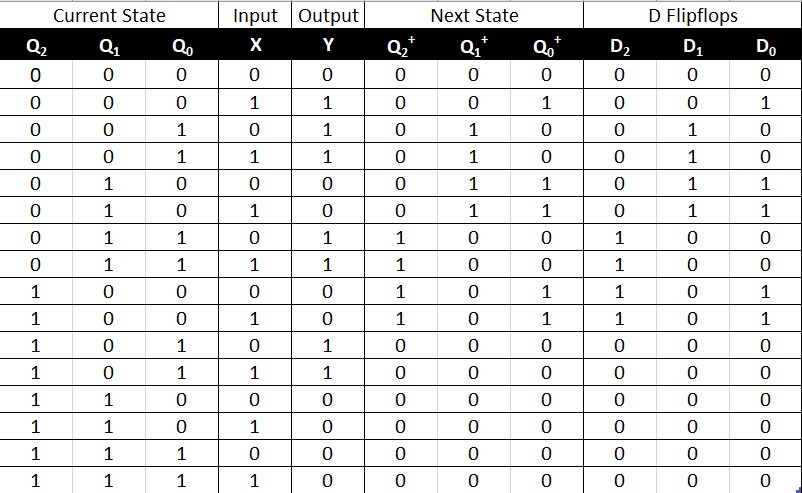 Current State Input Output Next State D Flipflops
Q₂ Q₁ Q₀ X Y Q₂⁺ Q₁⁺ Q₀⁺ D₂ D₁ D₀
0 0 0 0 0 0 0 0 0 0 0
0 0 0 1 1 0 0 1 0 0 1
0 0 1 0 1 0 1 0 0 1 0
0 0 1 1 1 0 1 0 0 1 0
0 1 0 0 0 0 1 1 0 1 1
0 1 0 1 0 0 1 1 0 1 1
0 1 1 0 1 1 0 0 1 0 0
0 1 1 1 1 1 0 0 1 0 0
1 0 0 0 0 1 0 1 1 0 1
1 0 0 1 0 1 0 1 1 0 1
1 0 1 0 1 0 0 0 0 0 0
1 0 1 1 1 0 0 0 0 0 0
1 1 0 0 0 0 0 0 0 0 0
1 1 0 1 0 0 0 0 0 0 0
1 1 1 0 0 0 0 0 0 0 0
1 1 1 1 0 0 0 0 0 0 0